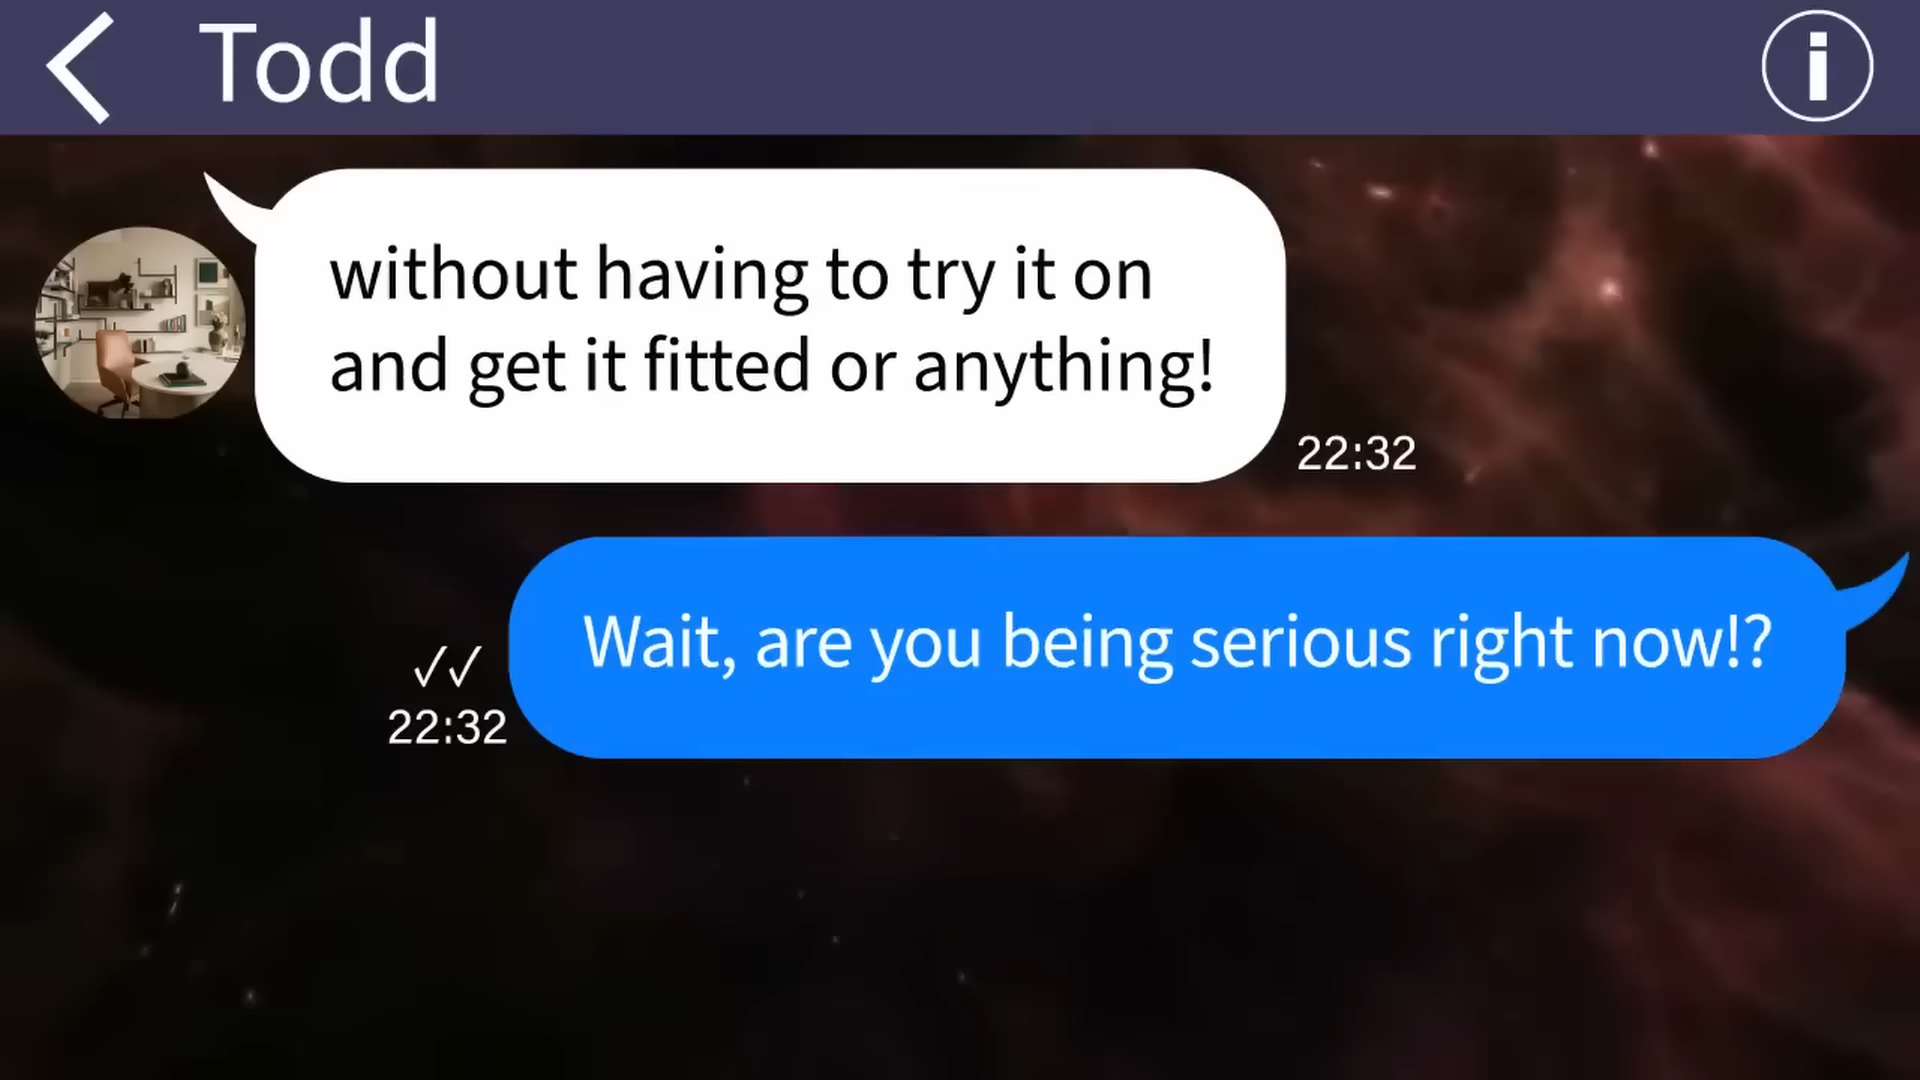 Todd
without having to try it on
and get it fitted or anything!
22:32
Wait, are you being serious right now!?
✓✓
22:32